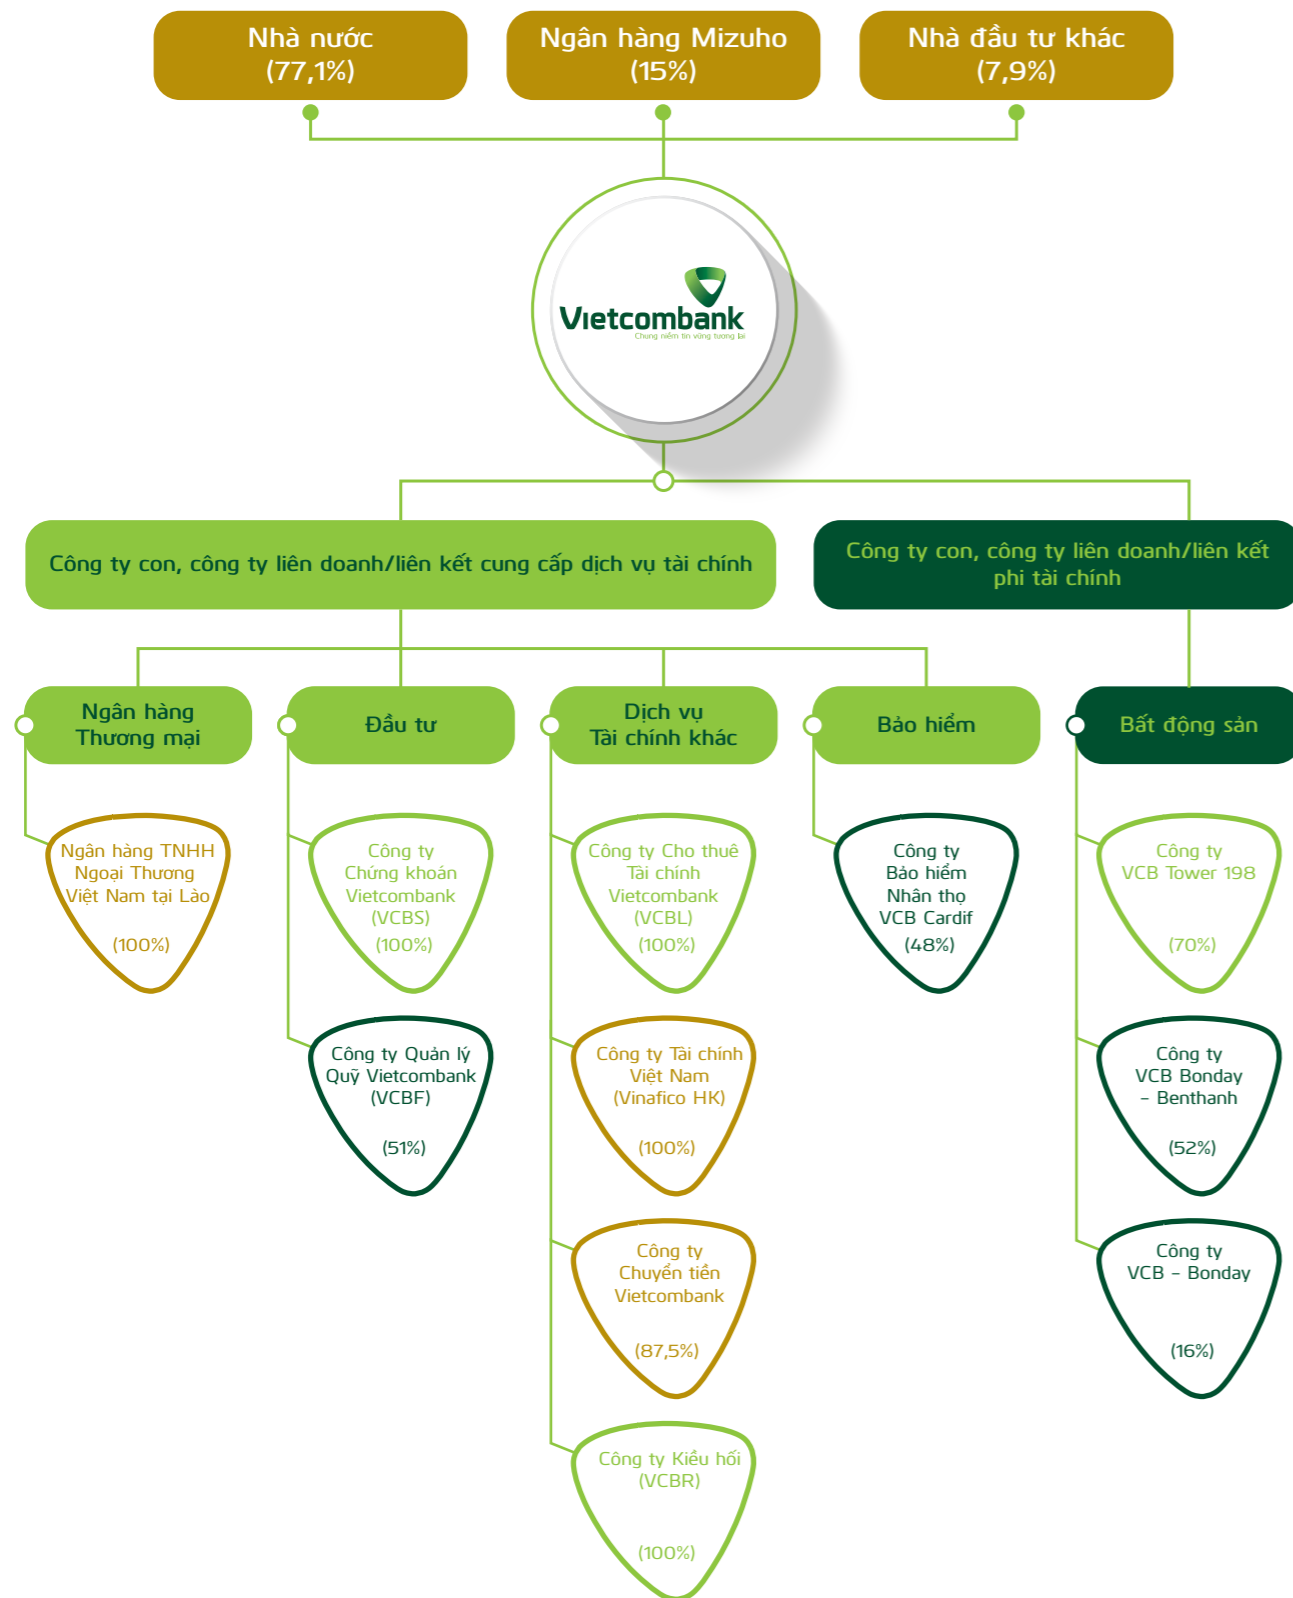 Nhà nước
(77,1%)
Ngân hàng Mizuho
(15%)
Nhà đầu tư khác
(7,9%)
Vietcombank
Chung niềm tin vững tương lai
Công ty con, công ty liên doanh/liên kết cung cấp dịch vụ tài chính
Công ty con, công ty liên doanh/liên kết
phi tài chính
Ngân hàng
Thương mại
Đầu tư
Dịch vụ
Tài chính khác
Bảo hiểm
Bất động sản
Ngân hàng TNHH
Ngoại Thương
Việt Nam tại Lào
(100%)
Công ty
Chứng khoán
Vietcombank
(VCBS)
(100%)
Công ty Cho thuê
Tài chính
Vietcombank
(VCBL)
(100%)
Công ty
Bảo hiểm
Nhân thọ
VCB Cardif
(48%)
Công ty
VCB Tower 198
(70%)
Công ty Quản lý
Quỹ Vietcombank
(VCBF)
(51%)
Công ty Tài chính
Việt Nam
(Vinafico HK)
(100%)
Công ty
VCB Bonday
– Benthanh
(52%)
Công ty
Chuyển tiền
Vietcombank
(87,5%)
Công ty
VCB – Bonday
(16%)
Công ty Kiều hối
(VCBR)
(100%)